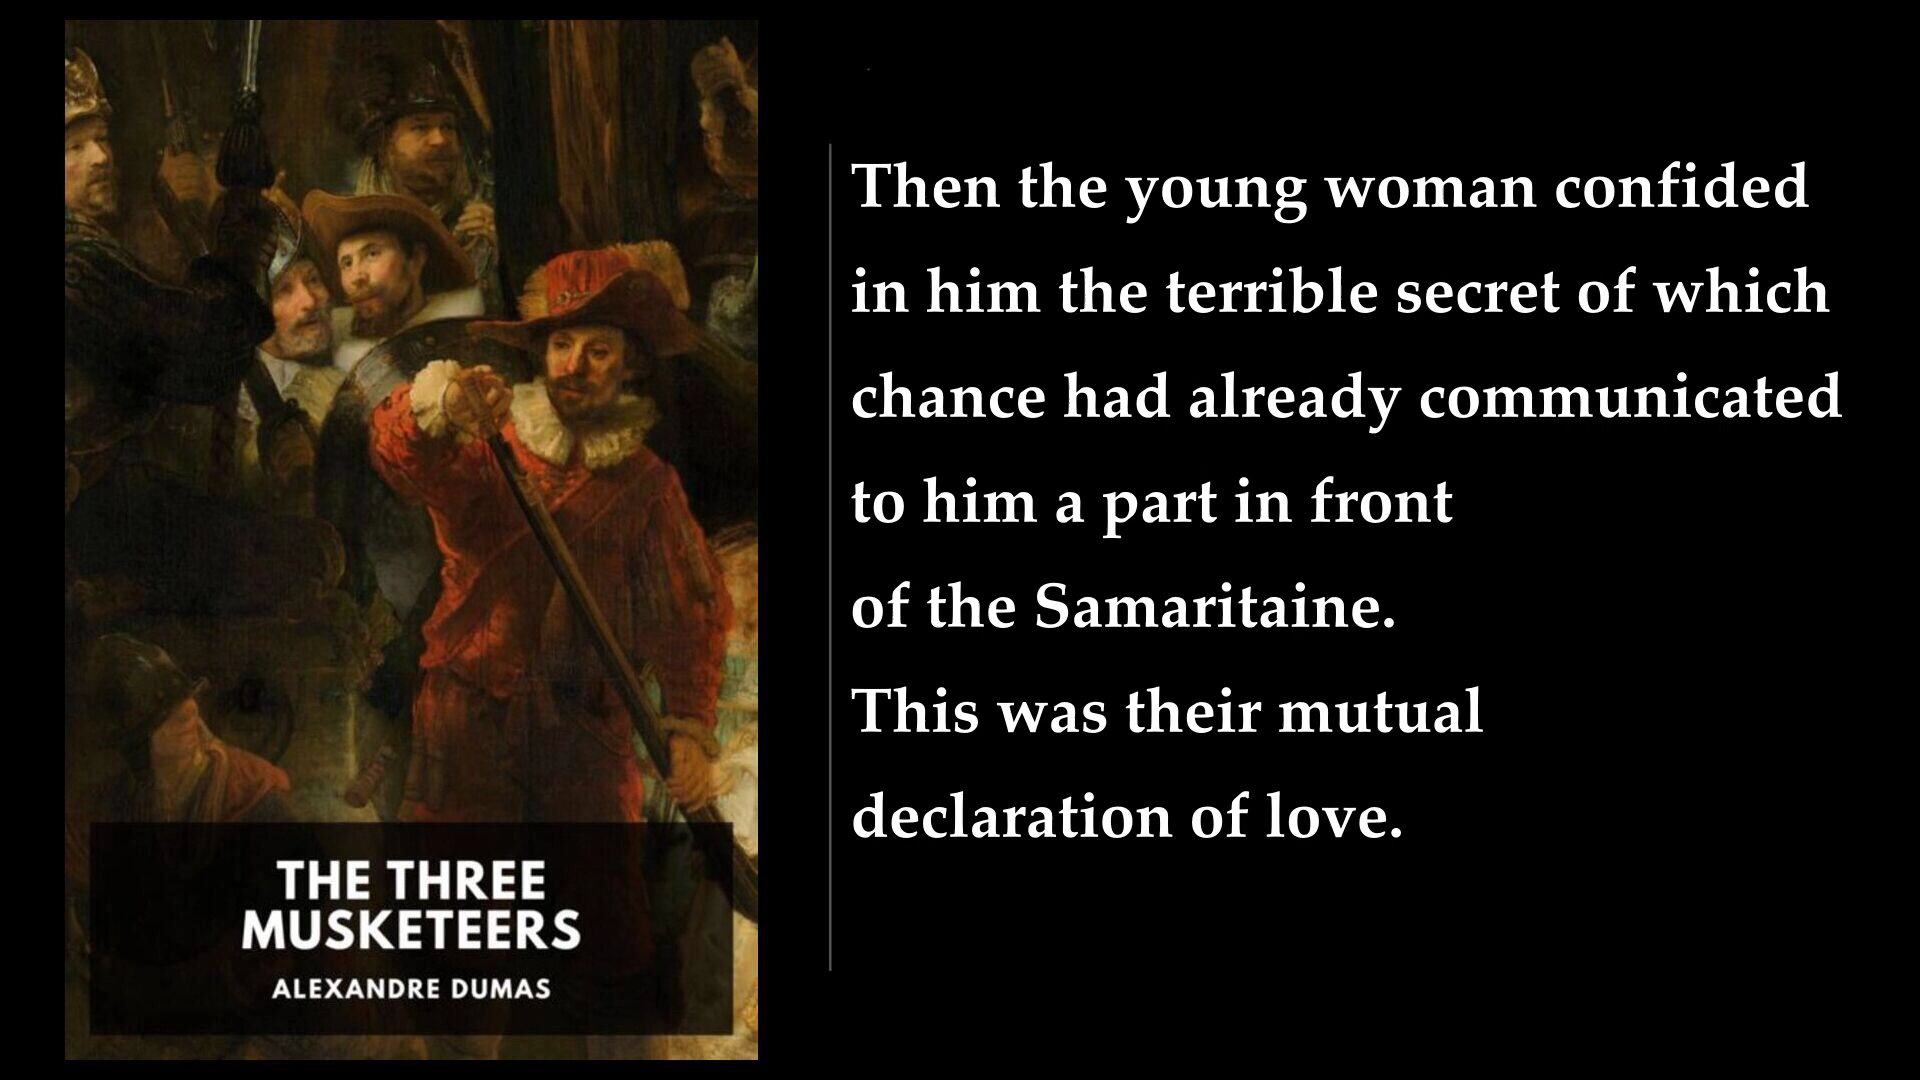 THE THREE
MUSKETEERS
ALEXANDRE DUMAS
Then the young woman confided
in him the terrible secret of which
chance had already communicated
to him a part in front
of the Samaritaine.
This was their mutual
declaration of love.